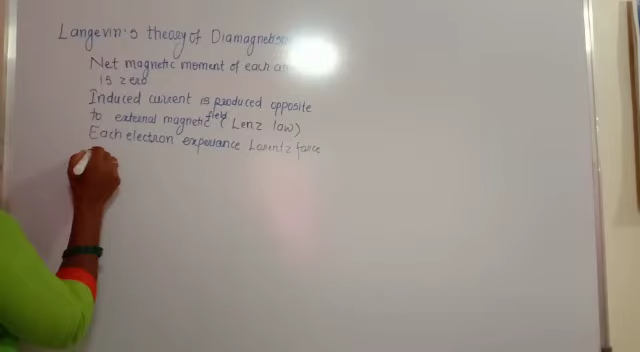 Langevin's theory of Diamagnetism
Net magnetic moment of each
is zero
Induced current is produced opposite
to external magnetic field (Lenz law)
Each electron experiance Lorentz force